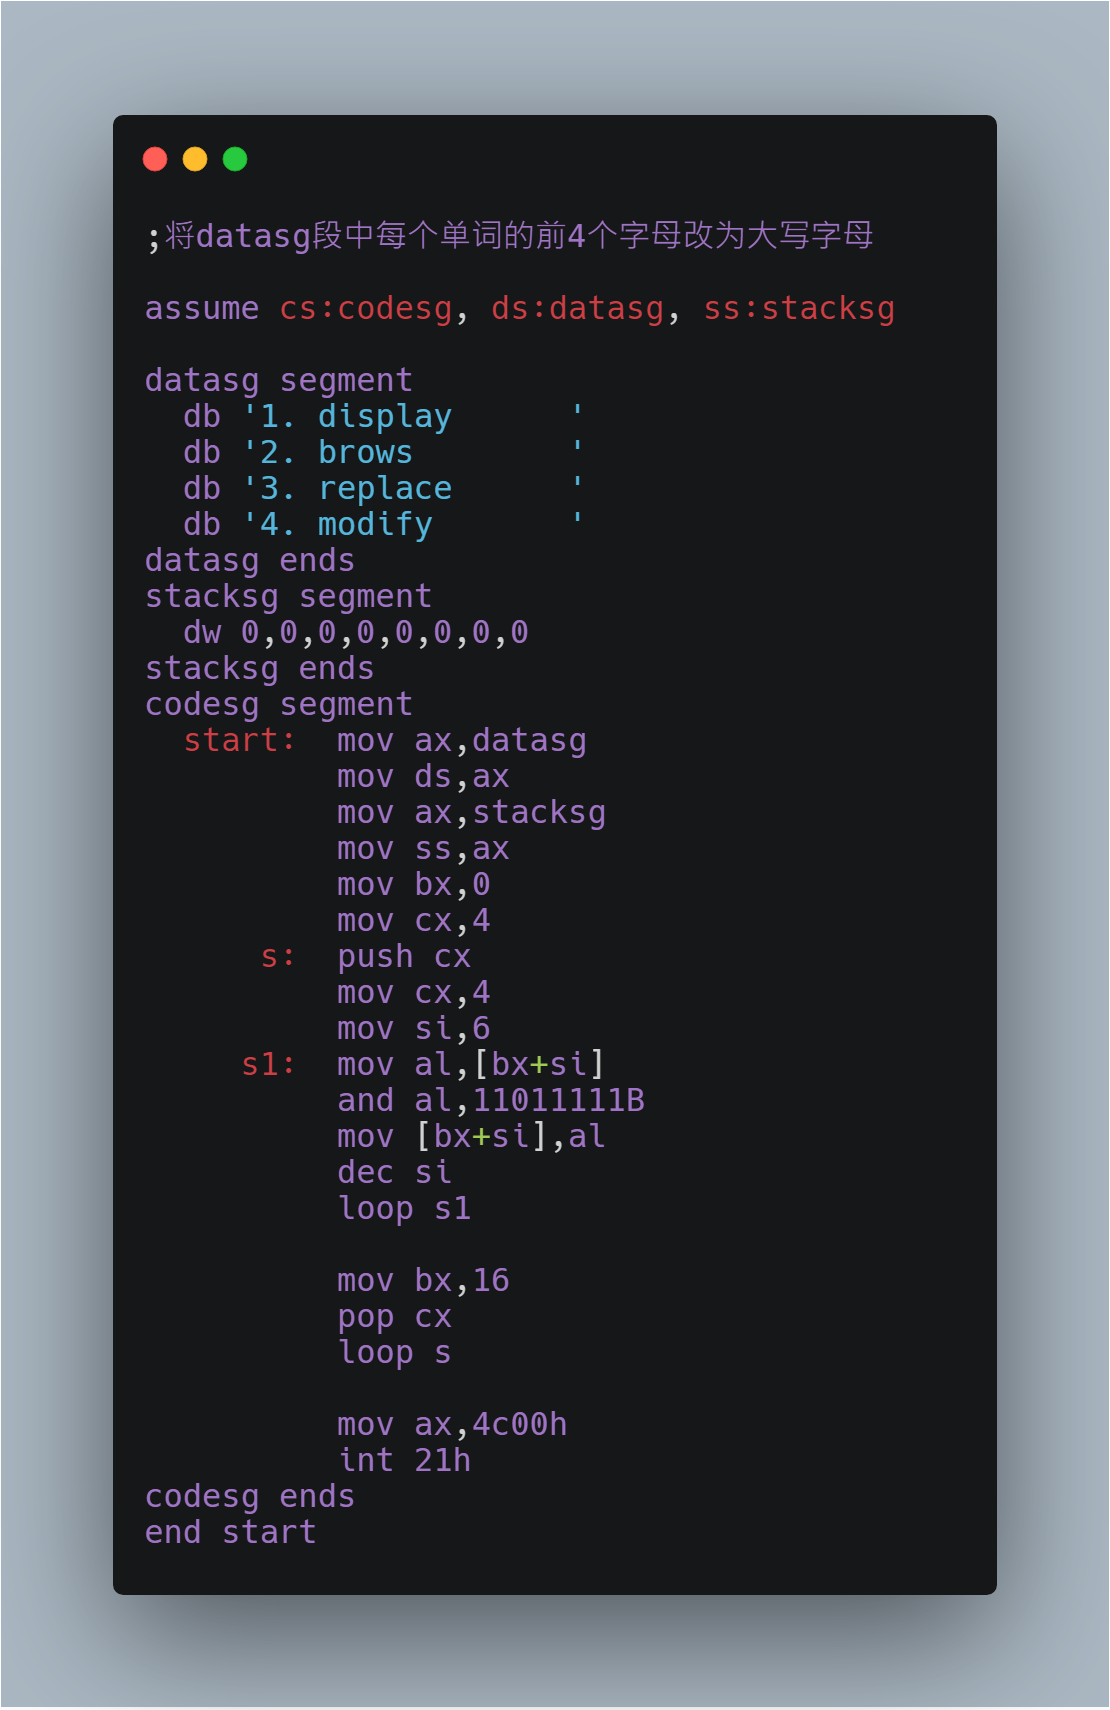 ;将datasg段中每个单词的前4个字母改为大写字母

assume cs:codesg, ds:datasg, ss:stacksg

datasg segment
  db '1. display      '
  db '2. brows        '
  db '3. replace      '
  db '4. modify       '
datasg ends
stacksg segment
  dw 0,0,0,0,0,0,0,0
stacksg ends
codesg segment
  start:  mov ax,datasg
          mov ds,ax
          mov ax,stacksg
          mov ss,ax
          mov bx,0
          mov cx,4
      s:  push cx
          mov cx,4
          mov si,6
     s1:  mov al,[bx+si]
          and al,11011111B
          mov [bx+si],al
          dec si
          loop s1

          mov bx,16
          pop cx
          loop s

          mov ax,4c00h
          int 21h
codesg ends
end start